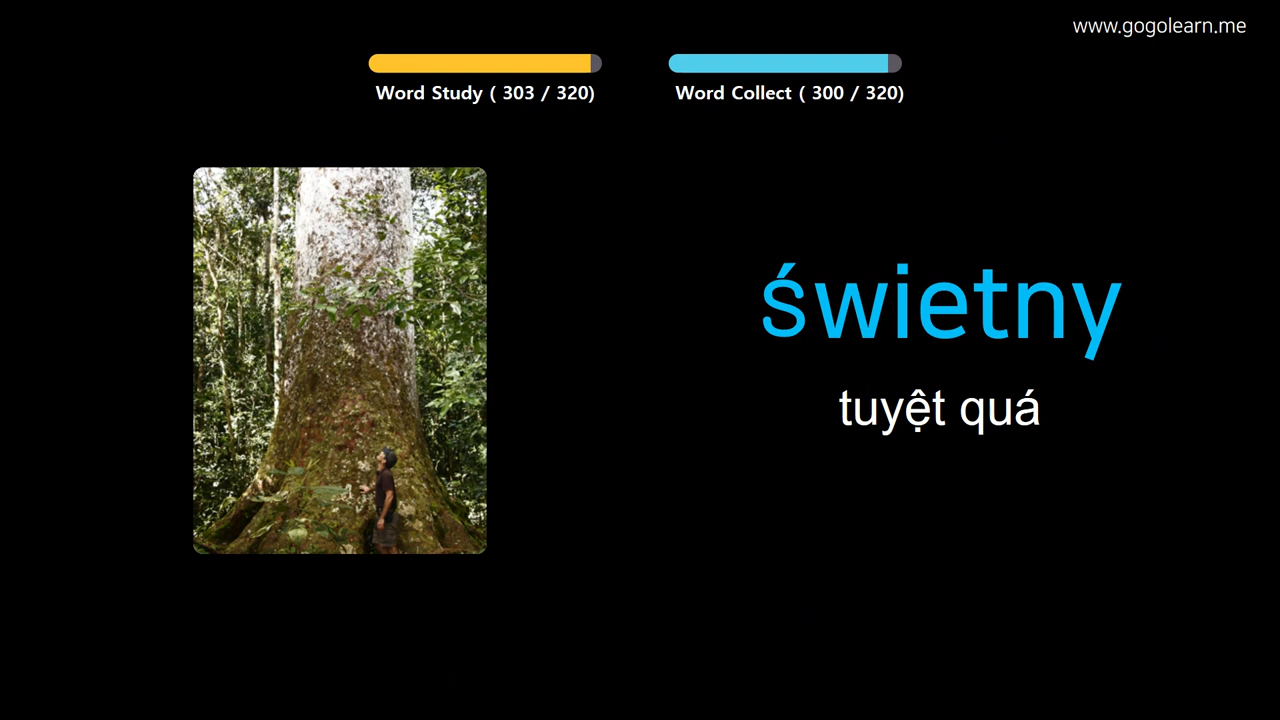 www.gogolearn.me
Word Study ( 303 / 320)
Word Collect ( 300 / 320)
świetny
tuyệt quá